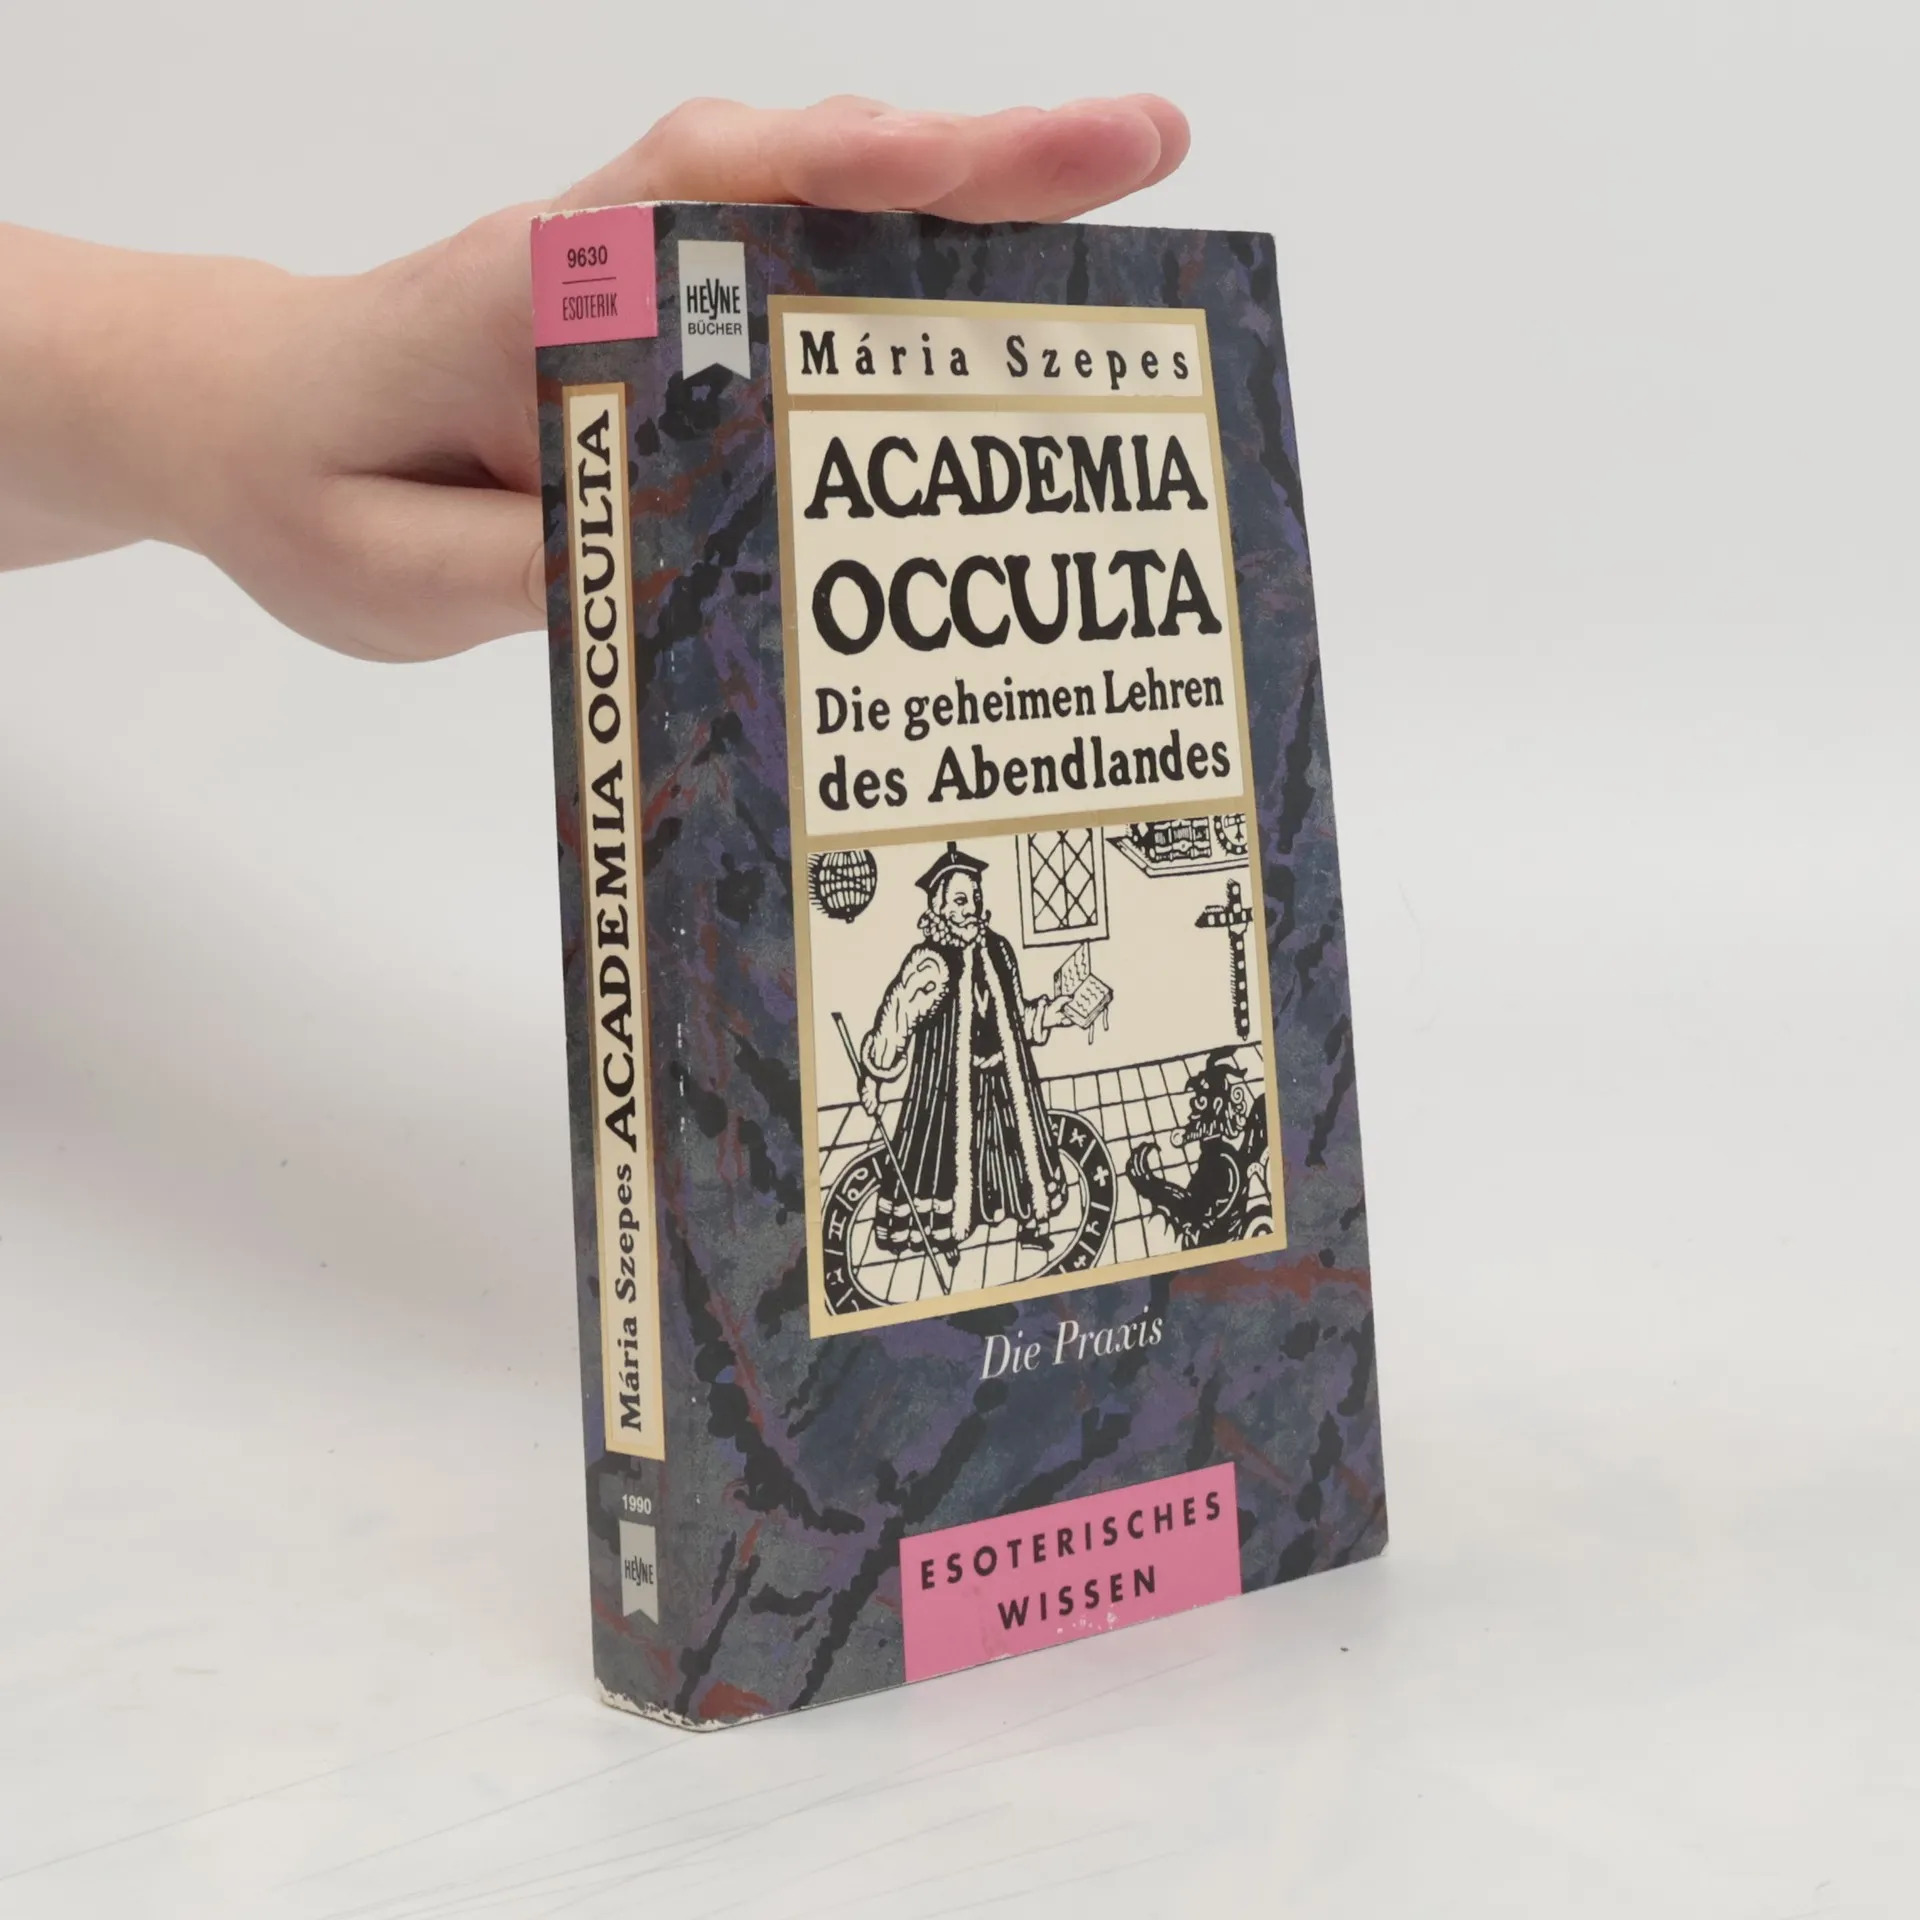 9630
ESOTERIK
Mária Szepes ACADEMIA OCCULTA
1990
HEYNE
HEYNE
BÜCHER
Mária Szepes
ACADEMIA
OCCULTA
Die geheimen Lehren
des Abendlandes
Die Praxis
ESOTERISCHES
WISSEN